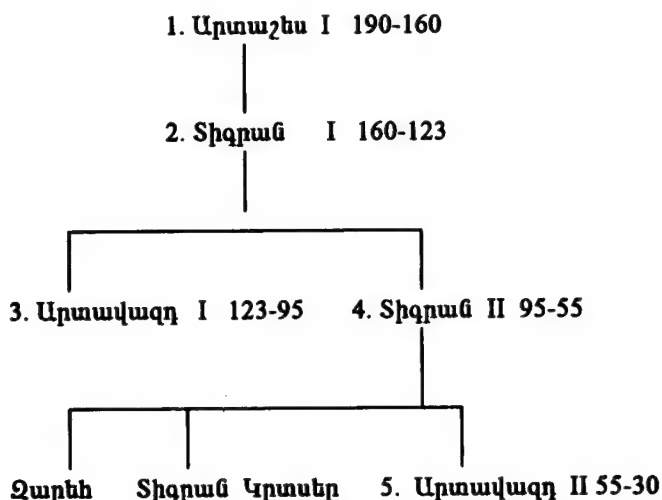 1. Արտաշես I 190-160
2. Տիգրան I 160-123
3. Արտավազդ I 123-95 4. Տիգրան II 95-55
Զարեհ Տիգրան Կրտսեր 5. Արտավազդ II 55-30